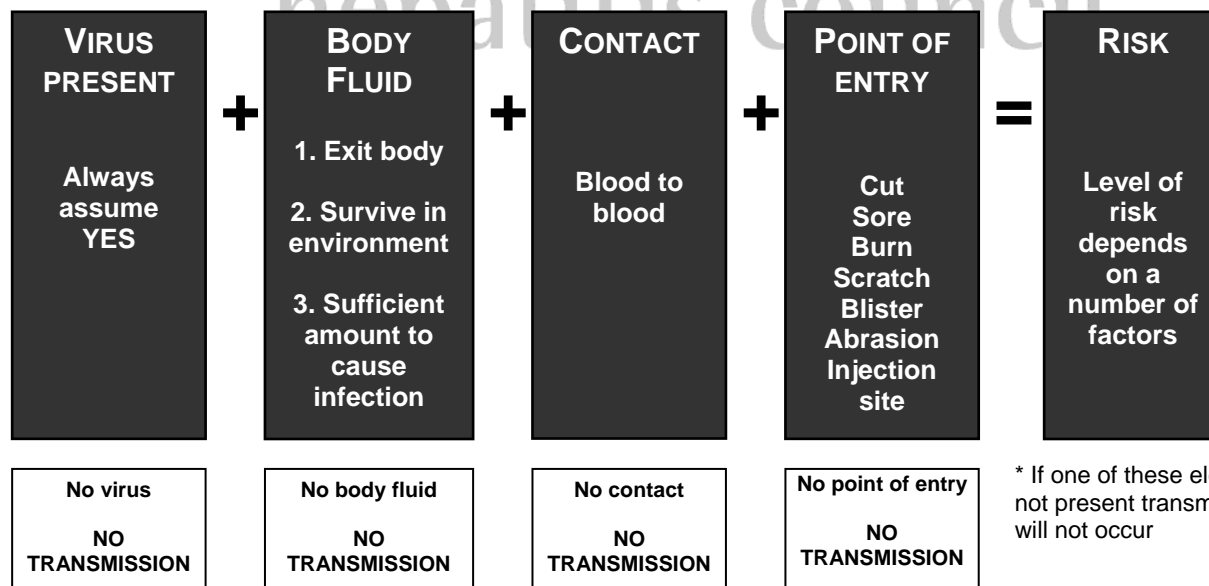 hepatitis council
VIRUS
PRESENT
Always
assume
YES
+
BODY
FLUID
1. Exit body
2. Survive in
environment
3. Sufficient
amount to
cause
infection
+
CONTACT
Blood to
blood
+
POINT OF
ENTRY
Cut
Sore
Burn
Scratch
Blister
Abrasion
Injection
site
=
RISK
Level of
risk
depends
on a
number of
factors
No virus
NO
TRANSMISSION
No body fluid
NO
TRANSMISSION
No contact
NO
TRANSMISSION
No point of entry
NO
TRANSMISSION
* If one of these
not present
will not occur